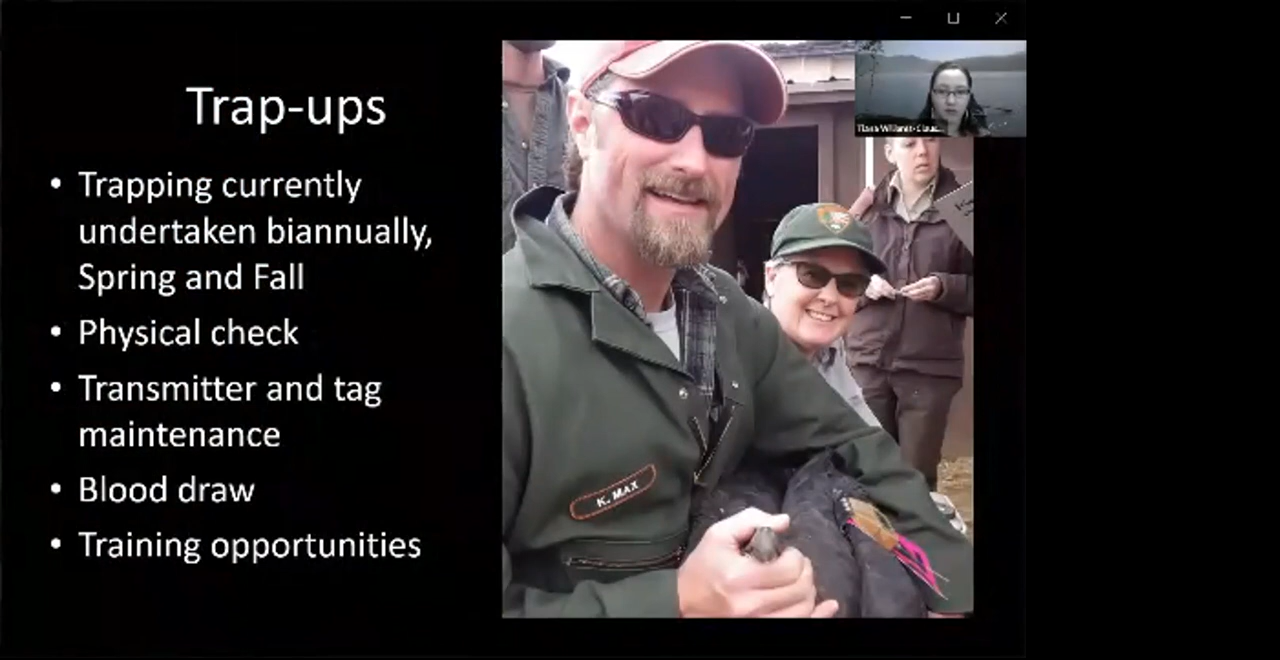 Trap-ups
• Trapping currently
undertaken biannually,
Spring and Fall
• Physical check
• Transmitter and tag
maintenance
• Blood draw
• Training opportunities
K. MAX